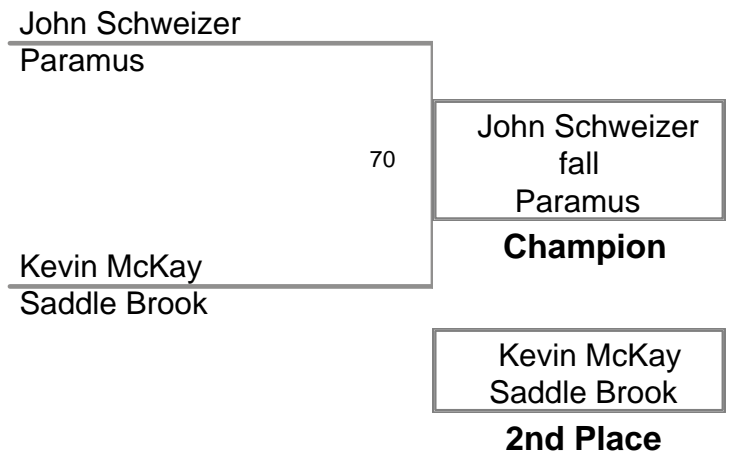 John Schweizer
Paramus
John Schweizer
70
fall
Paramus
Champion
Kevin McKay
Saddle Brook
Kevin McKay
Saddle Brook
2nd Place